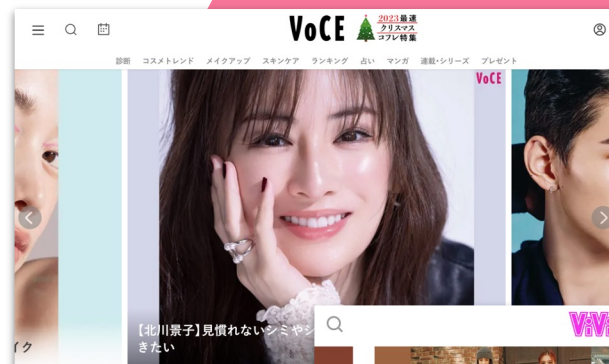 VOCE
2023最速
クリスマス
コフレ特集
診断 コスメトレンド メイクアップ スキンケア ランキング 占い マンガ 連載・シリーズ プレゼント
VOCE
【北川景子】見慣れないシミやシ
きたい
イク
ViVi